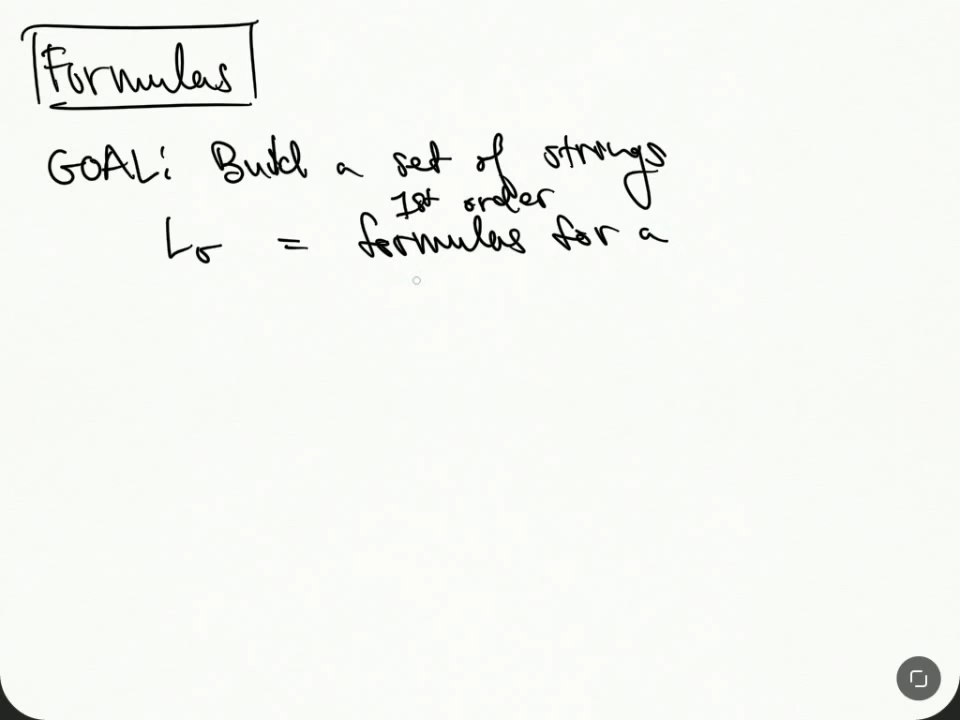 Formulas
GOAL: Build a set of strings
1st order
Lσ = formulas for a